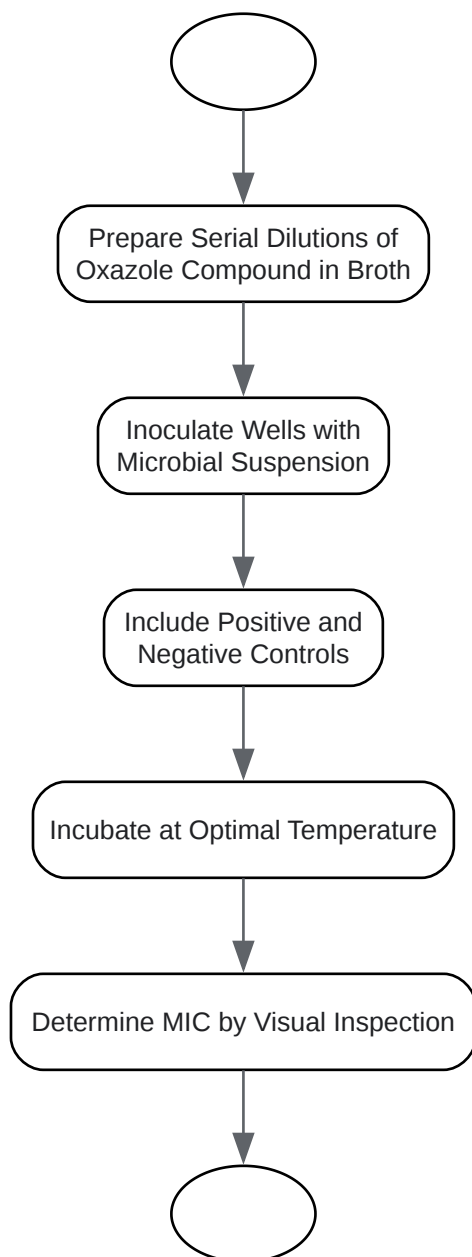 Prepare Serial Dilutions of
Oxazole Compound in Broth
Inoculate Wells with
Microbial Suspension
Include Positive and
Negative Controls
Incubate at Optimal Temperature
Determine MIC by Visual Inspection